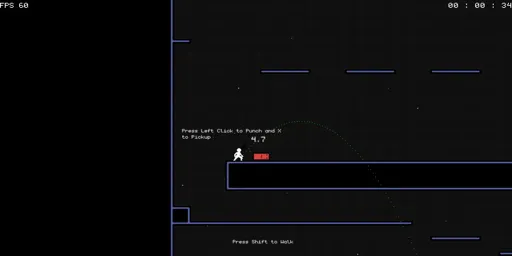 FPS 60
00 : 00 : 34
Press Left Click to Punch and X
to Pickup
4.7
Press Shift to Walk